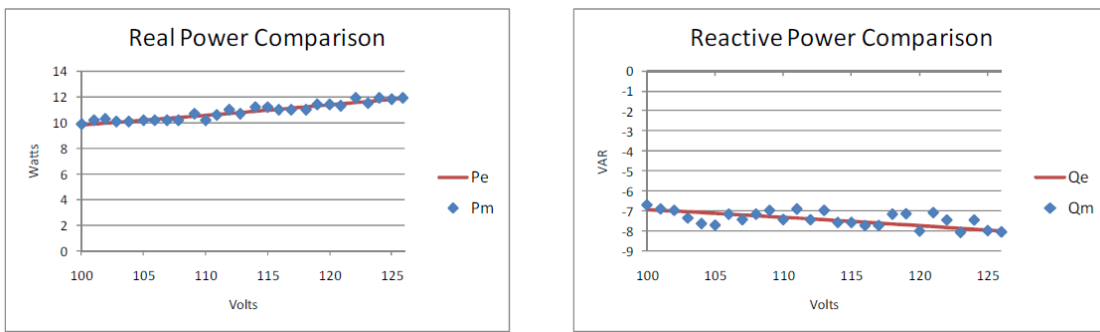 Real Power Comparison
14
12
10
8
6
4
2
0
Watts
100 105 110 115 120 125
Volts
Pe
Pm
Reactive Power Comparison
0
-1
-2
-3
-4
-5
-6
-7
-8
-9
VAR
100 105 110 115 120 125
Volts
Qe
Qm